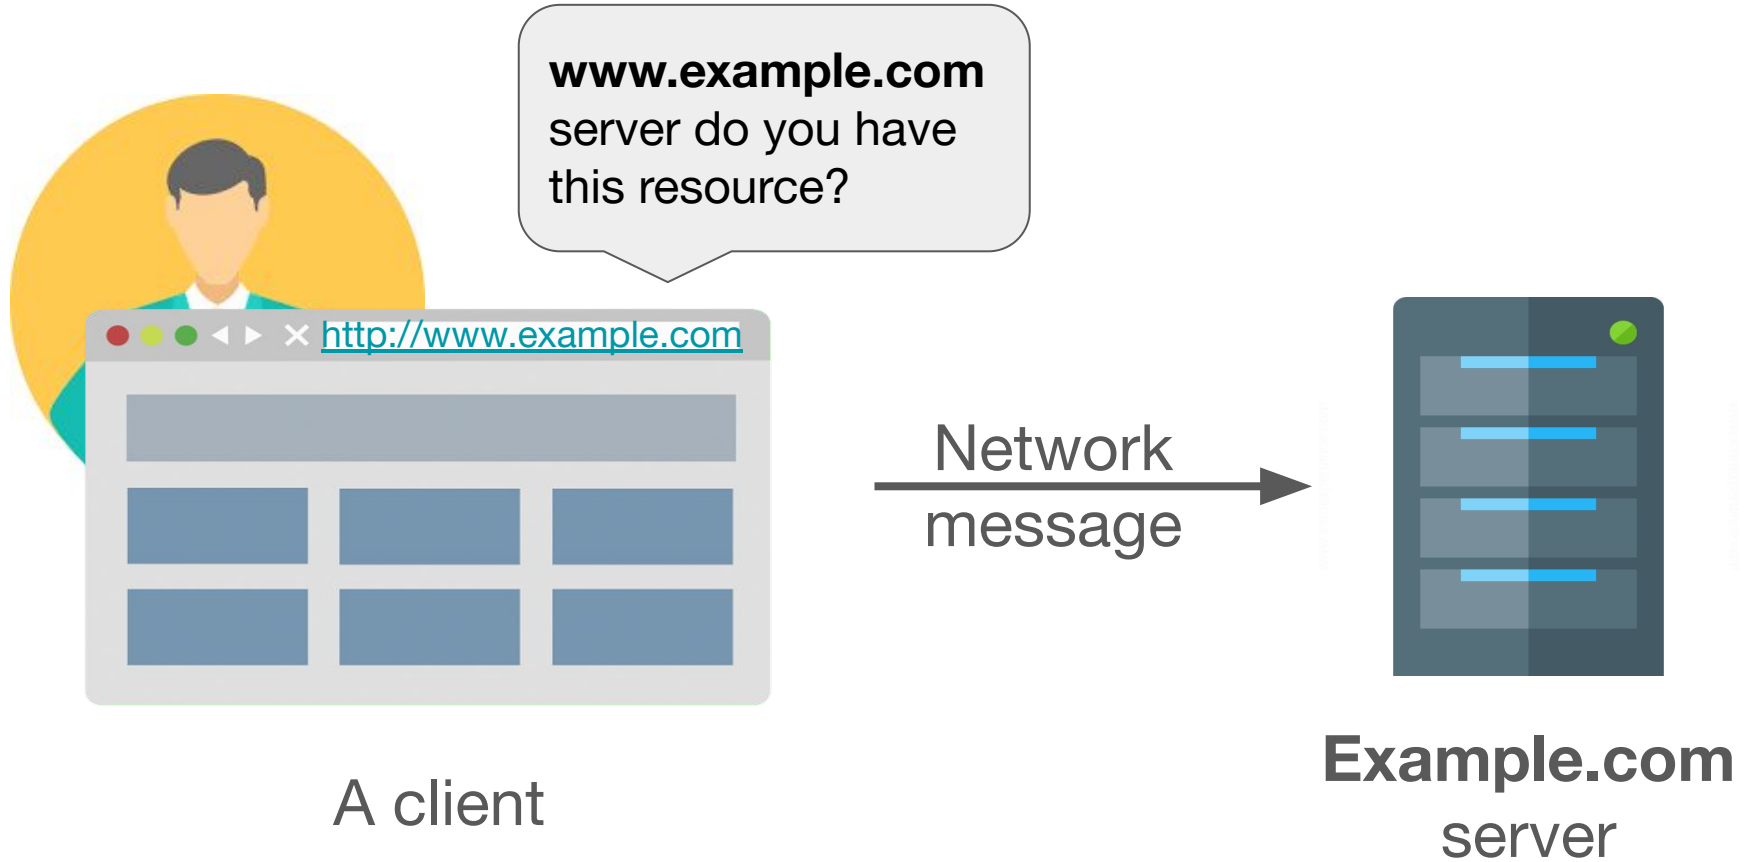 www.example.com
server do you have
this resource?
http://www.example.com
Network
message
A client
Example.com
server